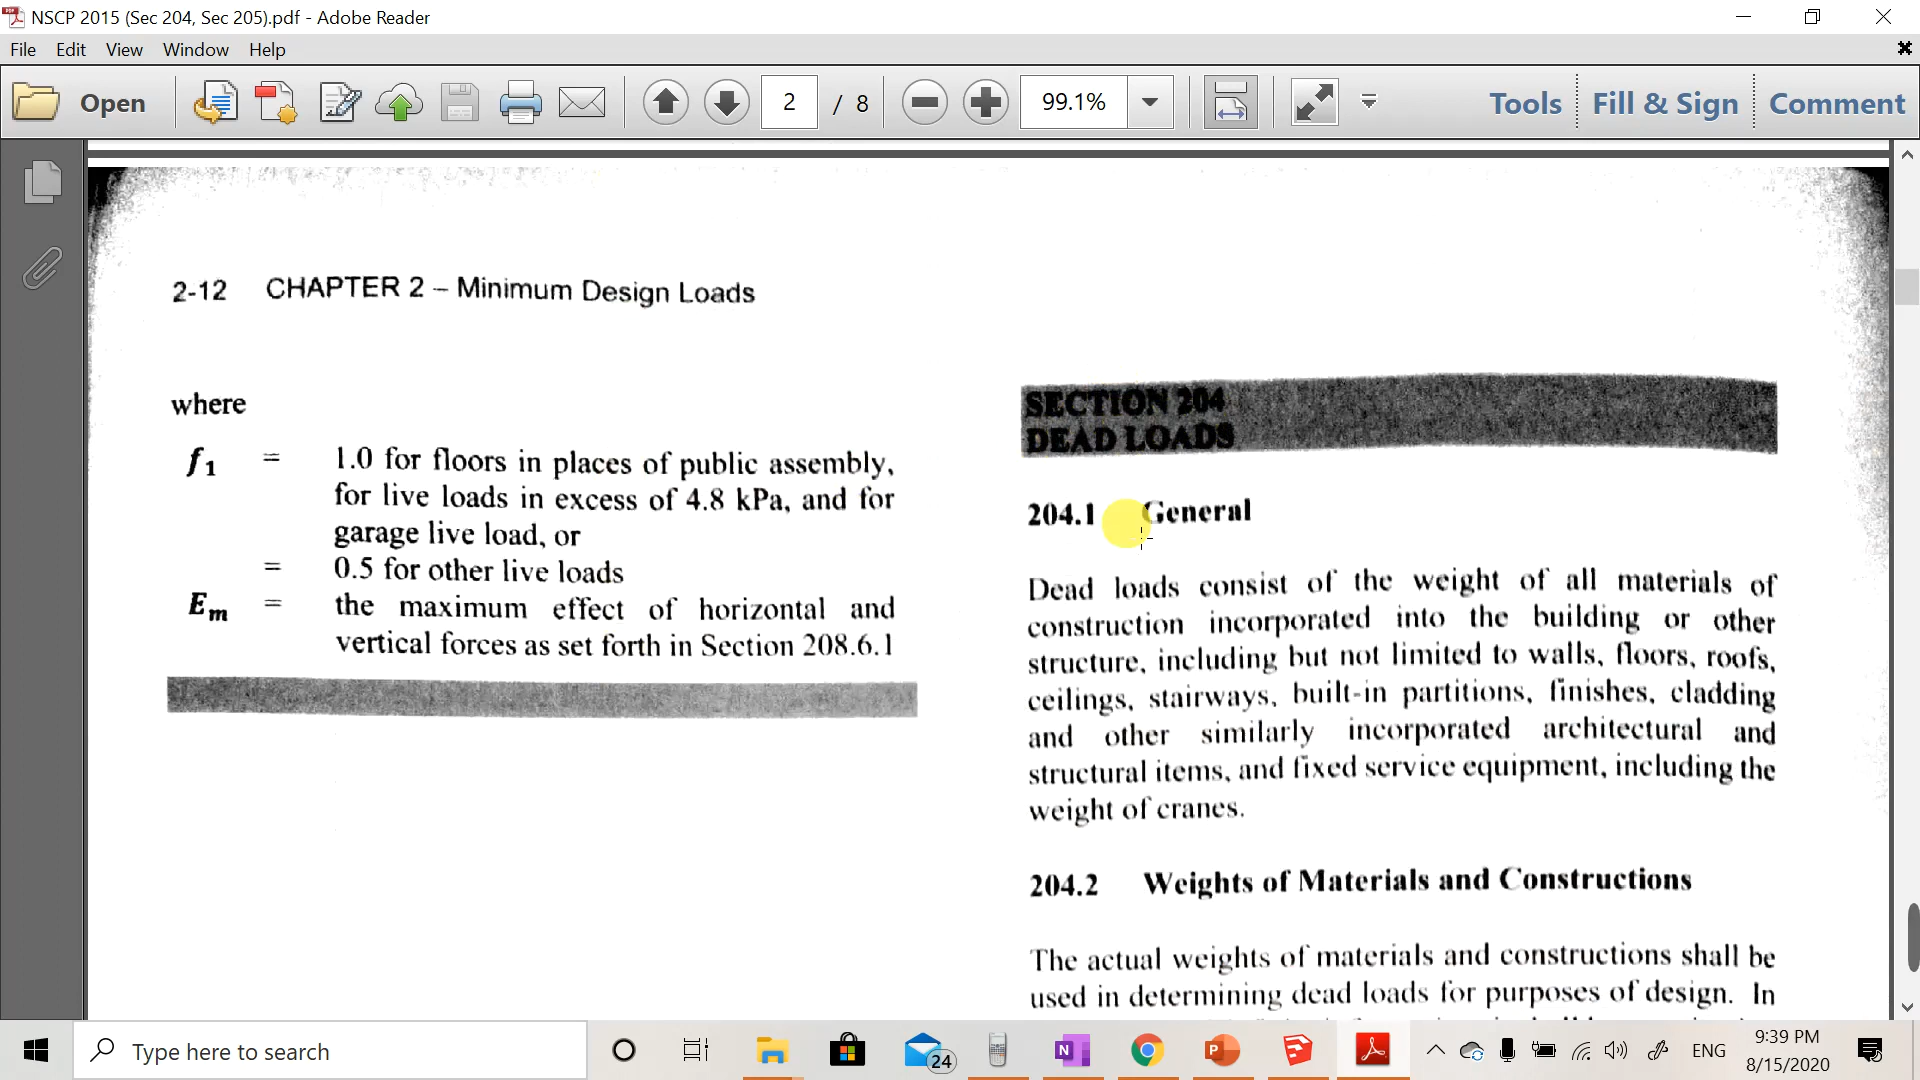 NSCP 2015 (Sec 204, Sec 205).pdf - Adobe Reader
File Edit View Window Help
Open 2 / 8 99.1% Tools Fill & Sign Comment
2-12 CHAPTER 2 – Minimum Design Loads
where
f1 = 1.0 for floors in places of public assembly,
for live loads in excess of 4.8 kPa, and for
garage live load, or
= 0.5 for other live loads
Em = the maximum effect of horizontal and
vertical forces as set forth in Section 208.6.1
SECTION 204
DEAD LOADS
204.1 General
Dead loads consist of the weight of all materials of
construction incorporated into the building or other
structure, including but not limited to walls, floors, roofs,
ceilings, stairways, built-in partitions, finishes, cladding
and other similarly incorporated architectural and
structural items, and fixed service equipment, including the
weight of cranes.
204.2 Weights of Materials and Constructions
The actual weights of materials and constructions shall be
used in determining dead loads for purposes of design. In
Type here to search
24
ENG
9:39 PM
8/15/2020